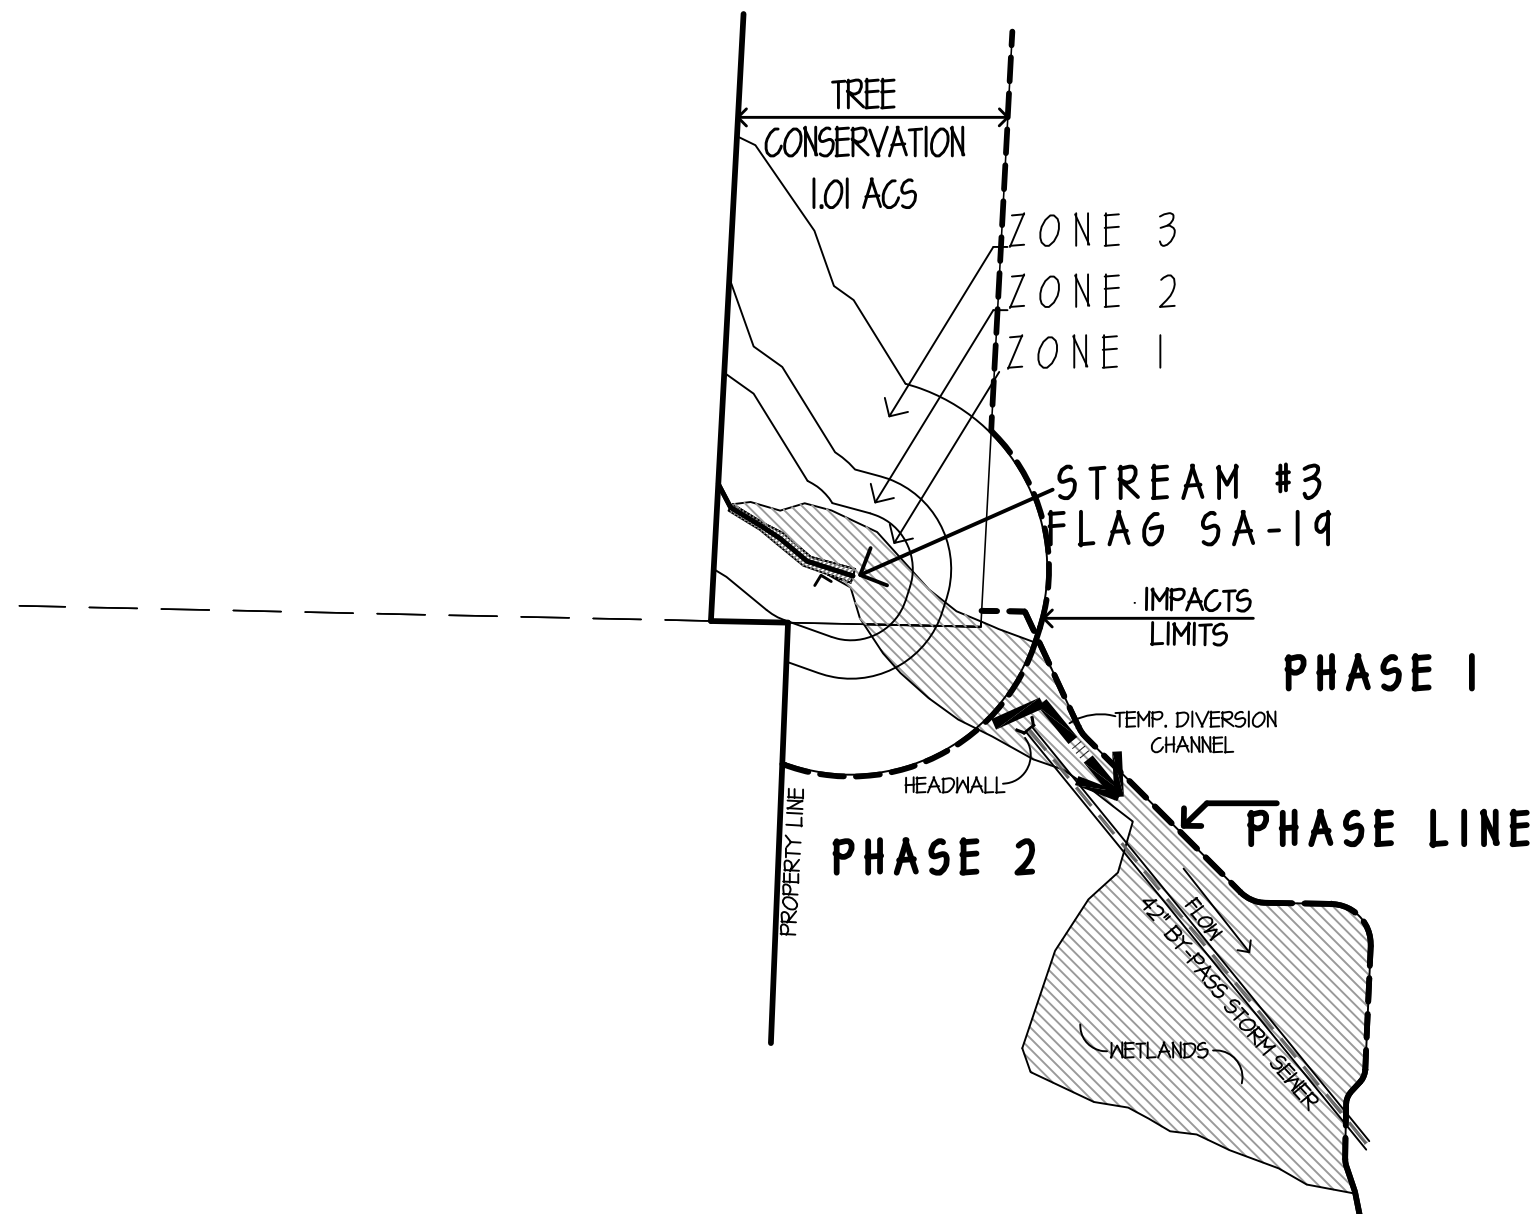 TREE
CONSERVATION
1.01 ACS
ZONE 3
ZONE 2
ZONE 1
STREAM #3
FLAG SA-19
IMPACTS
LIMITS
PHASE 1
TEMP. DIVERSION
CHANNEL
HEADWALL
PHASE LINE
PROPERTY LINE
PHASE 2
FLOW
42" BY-PASS STORM SEWER
WETLANDS